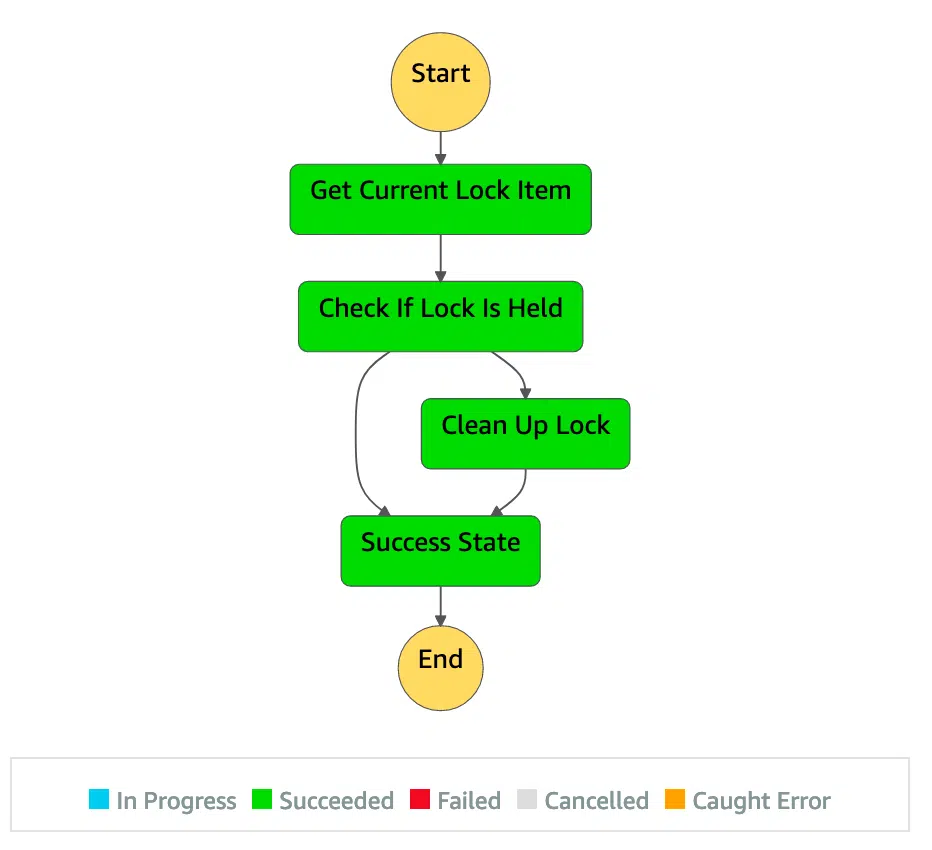 Start
Get Current Lock Item
Check If Lock Is Held
Clean Up Lock
Success State
End
In Progress Succeeded Failed Cancelled Caught Error